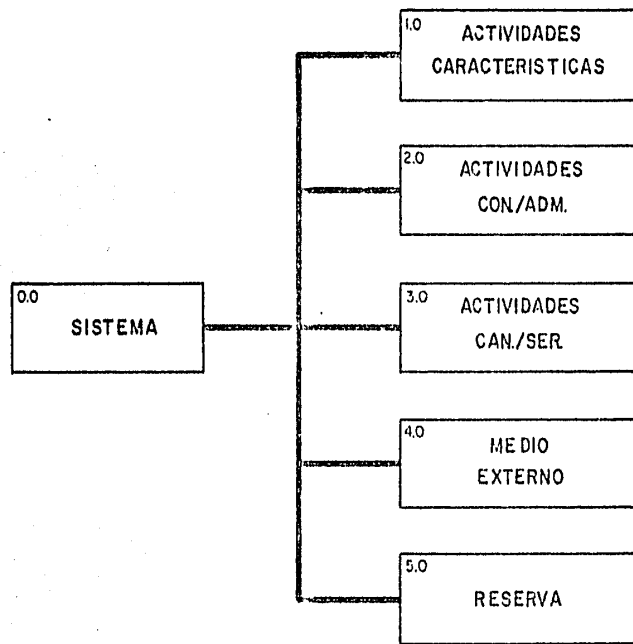 1.0
ACTIVIDADES
CARACTERISTICAS
2.0
ACTIVIDADES
CON./ADM.
0.0
SISTEMA
3.0
ACTIVIDADES
CAN./SER.
4.0
MEDIO
EXTERNO
5.0
RESERVA